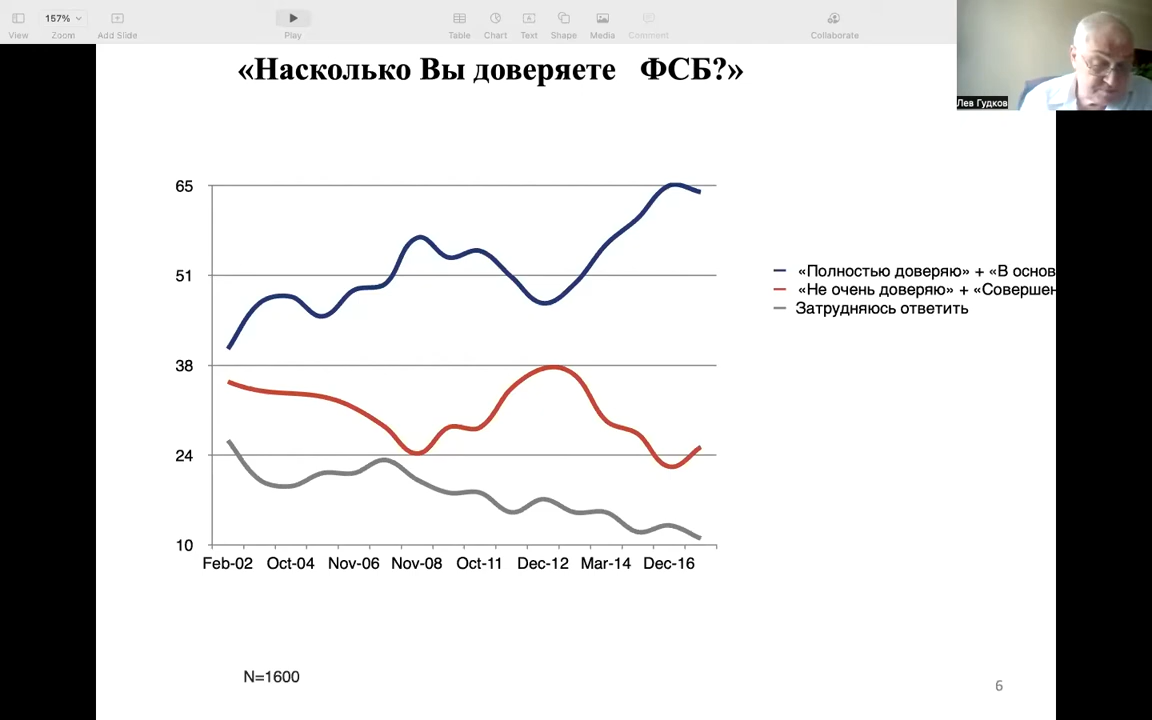 157%
View
Zoom
Add Slide
Play
Table
Chart
Text
Shape
Media
Comment
Collaborate
Лев Гудков
«Насколько Вы доверяете ФСБ?»
65
51
38
24
10
Feb-02 Oct-04 Nov-06 Nov-08 Oct-11 Dec-12 Mar-14 Dec-16
«Полностью доверяю» + «В основ
«Не очень доверяю» + «Совершен
Затрудняюсь ответить
N=1600
6